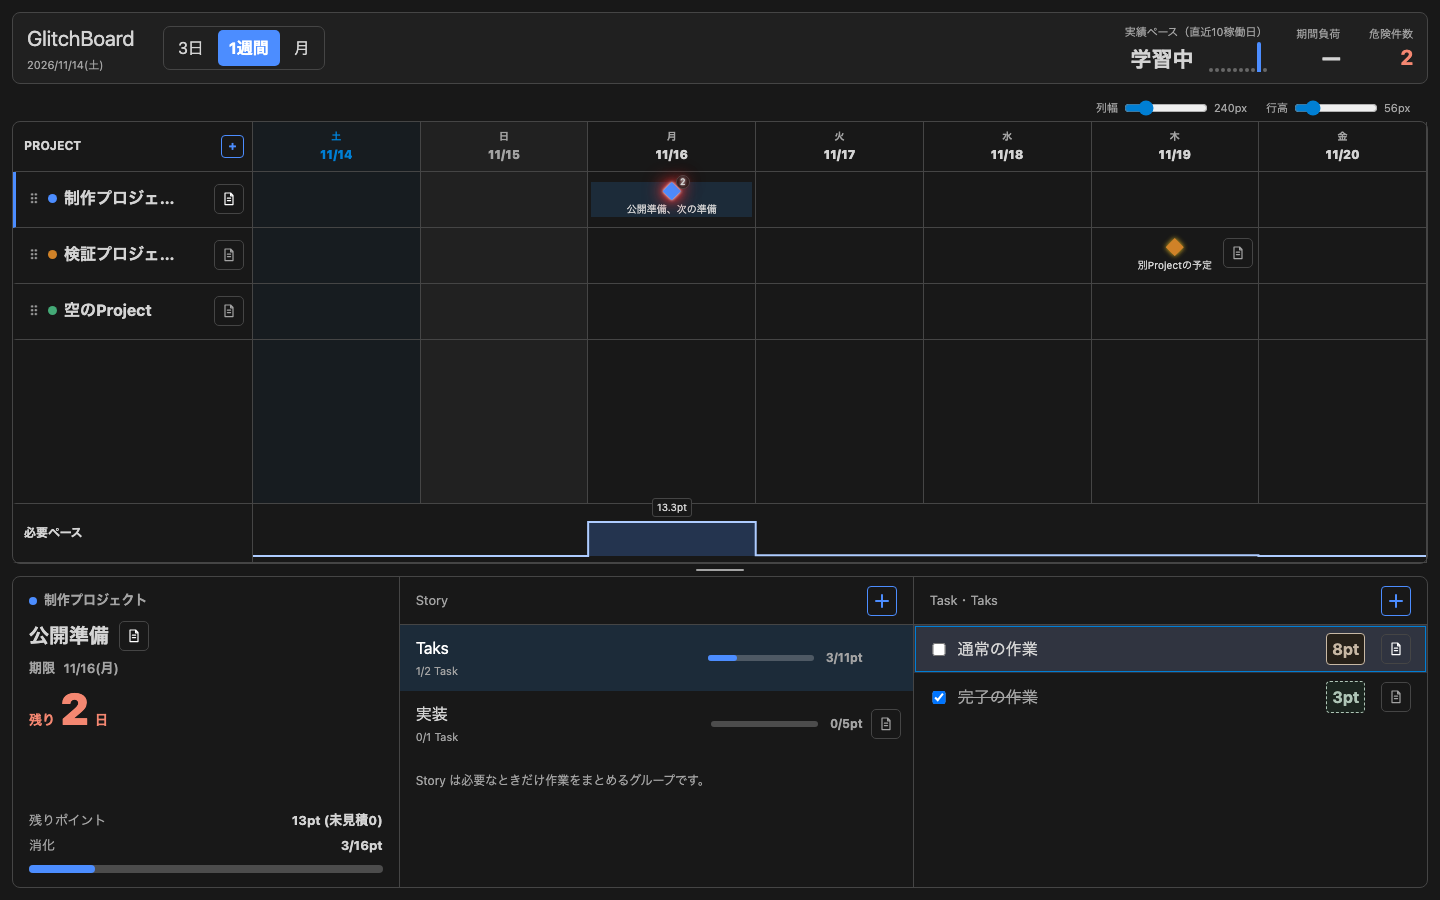 GlitchBoard
2026/11/14(土)
3日 1週間 月
実績ペース（直近10稼働日）
学習中
期間負荷
—
危険件数
2
列幅 240px 行高 56px
PROJECT +
土
11/14
日
11/15
月
11/16
火
11/17
水
11/18
木
11/19
金
11/20
制作プロジェ...
2
公開準備、次の準備
検証プロジェ...
別Projectの予定
空のProject
必要ペース
13.3pt
制作プロジェクト
公開準備
期限 11/16(月)
残り 2 日
残りポイント 13pt (未見積0)
消化 3/16pt
Story +
Taks
1/2 Task
3/11pt
実装
0/1 Task
0/5pt
Story は必要なときだけ作業をまとめるグループです。
Task・Taks +
通常の作業 8pt
完了の作業 3pt